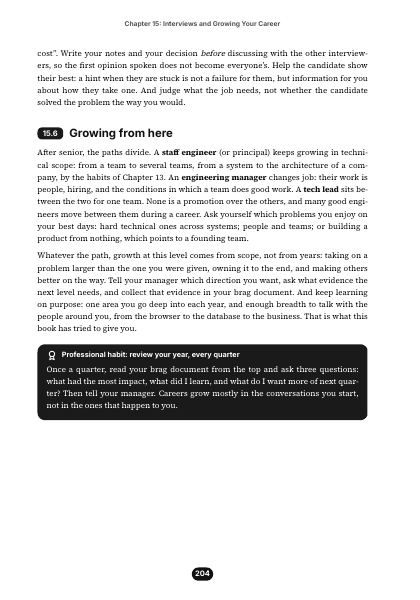 Chapter 15: Interviews and Growing Your Career
cost”. Write your notes and your decision before discussing with the other interview-
ers, so the first opinion spoken does not become everyone’s. Help the candidate show
their best: a hint when they are stuck is not a failure for them, but information for you
about how they take one. And judge what the job needs, not whether the candidate
solved the problem the way you would.
15.6 Growing from here
After senior, the paths divide. A staff engineer (or principal) keeps growing in techni-
cal scope: from a team to several teams, from a system to the architecture of a com-
pany, by the habits of Chapter 13. An engineering manager changes job: their work is
people, hiring, and the conditions in which a team does good work. A tech lead sits be-
tween the two for one team. None is a promotion over the others, and many good engi-
neers move between them during a career. Ask yourself which problems you enjoy on
your best days: hard technical ones across systems; people and teams; or building a
product from nothing, which points to a founding team.
Whatever the path, growth at this level comes from scope, not from years: taking on a
problem larger than the one you were given, owning it to the end, and making others
better on the way. Tell your manager which direction you want, ask what evidence the
next level needs, and collect that evidence in your brag document. And keep learning
on purpose: one area you go deep into each year, and enough breadth to talk with the
people around you, from the browser to the database to the business. That is what this
book has tried to give you.
Professional habit: review your year, every quarter
Once a quarter, read your brag document from the top and ask three questions:
what had the most impact, what did I learn, and what do I want more of next quar-
ter? Then tell your manager. Careers grow mostly in the conversations you start,
not in the ones that happen to you.
204